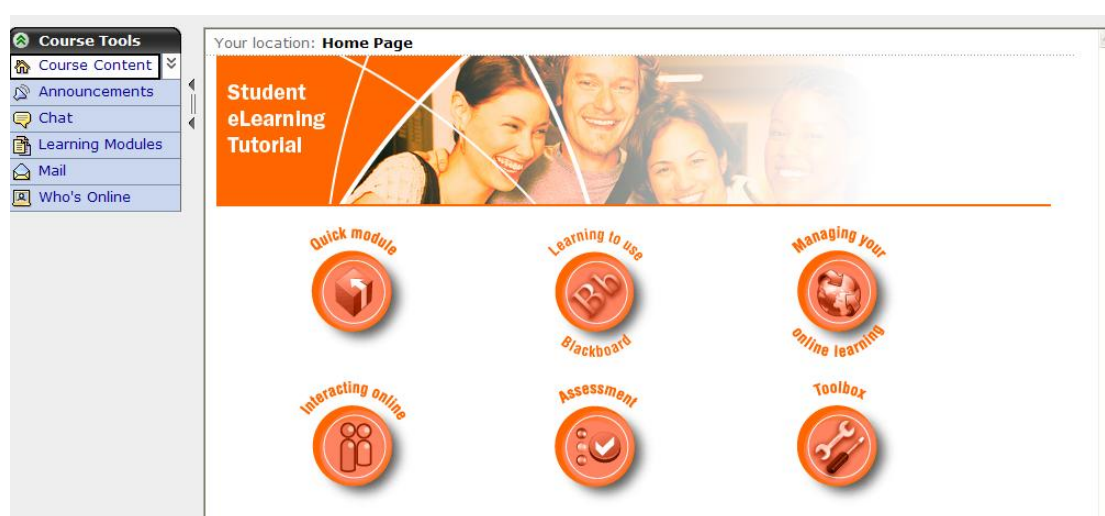 Course Tools
Course Content
Announcements
Chat
Learning Modules
Mail
Who's Online
Your location: Home Page
Student
eLearning
Tutorial
Quick module
Learning to use
Bb
Blackboard
Managing your
online learning
Interacting online
Assessment
Toolbox